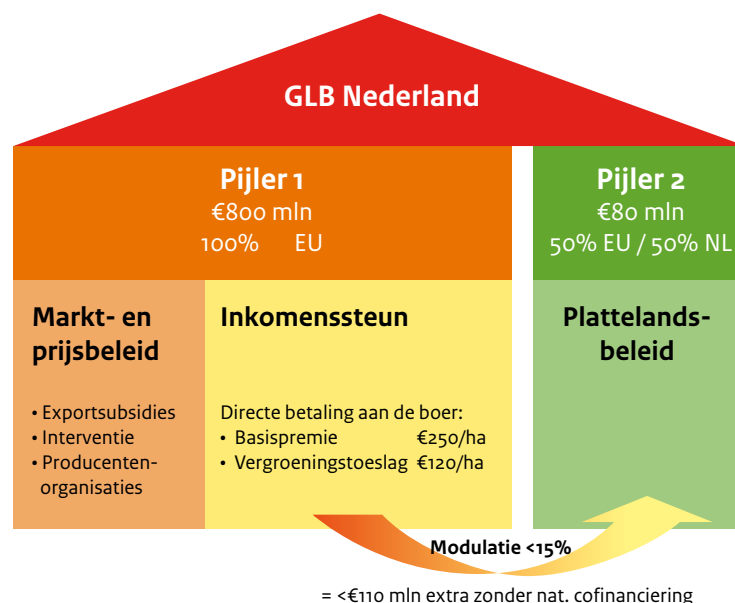 GLB Nederland
Pijler 1
€800 mln
100% EU
Pijler 2
€80 mln
50% EU / 50% NL
Markt- en
prijsbeleid
• Exportsubsidies
• Interventie
• Producenten-
organisaties
Inkomenssteun
Directe betaling aan de boer:
• Basispremie €250/ha
• Vergroeningstoeslag €120/ha
Plattelands-
beleid
Modulatie <15%
= <€110 mln extra zonder nat. cofinanciering